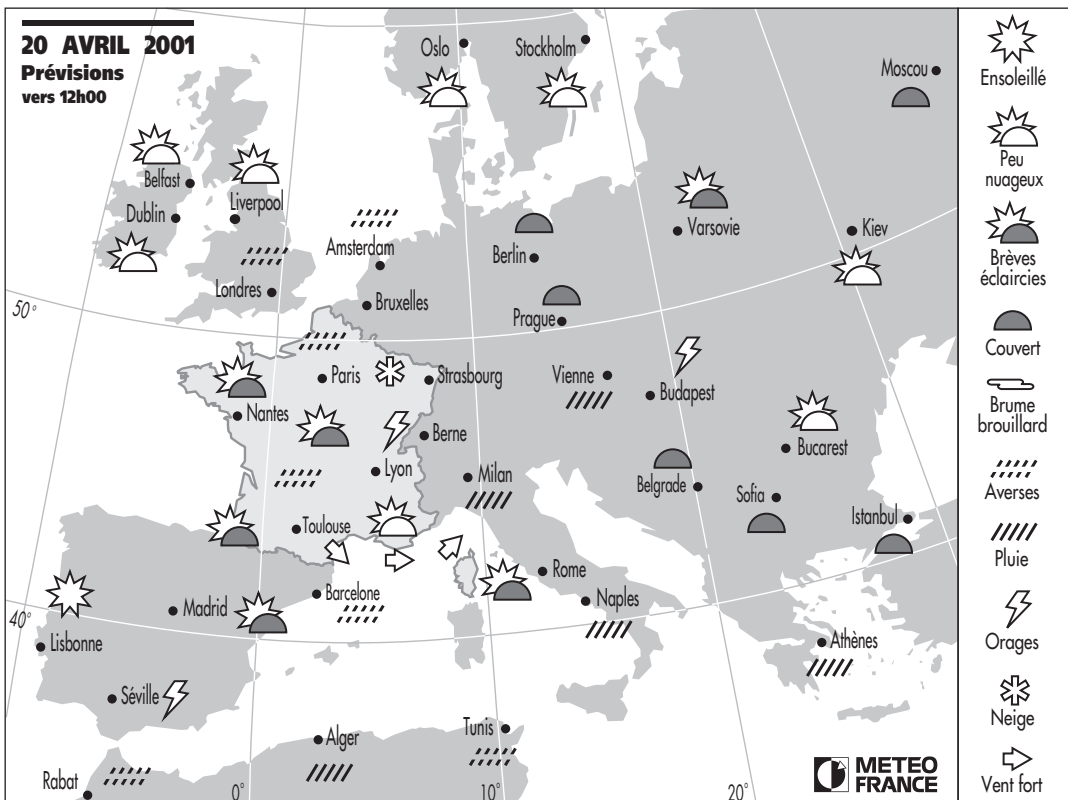 20 AVRIL 2001
Prévisions
vers 12h00
Oslo
Stockholm
Moscou
Belfast
Dublin
Liverpool
Amsterdam
Londres
Bruxelles
Berlin
Varsovie
Kiev
50°
Prague
Paris
Strasbourg
Vienne
Budapest
Nantes
Berne
Bucarest
Lyon
Milan
Belgrade
Sofia
Istanbul
Toulouse
Barcelone
Rome
Naples
Madrid
40°
Lisbonne
Athènes
Séville
Alger
Tunis
Rabat
0°
10°
20°
METEO
FRANCE
Ensoleillé
Peu
nuageux
Brèves
éclaircies
Couvert
Brume
brouillard
Averses
Pluie
Orages
Neige
Vent fort